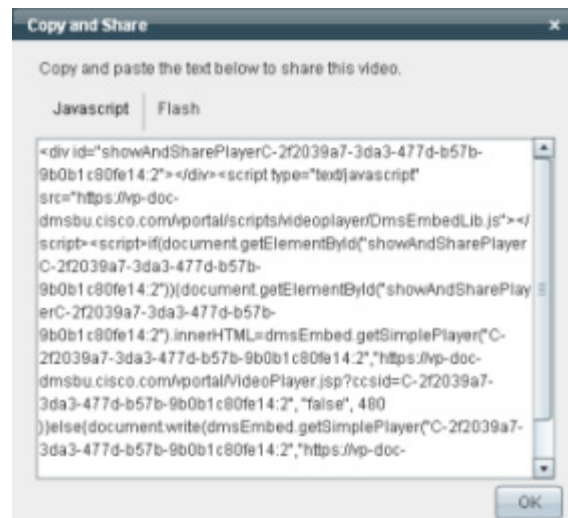 Copy and Share
×
Copy and paste the text below to share this video.
Javascript Flash
<div id="showAndSharePlayerC-2f2039a7-3da3-477d-b57b-
9b0b1c80fe14:2"></div><script type="text/javascript"
src="https://vp-doc-
dmsbu.cisco.com/vportal/scripts/videoplayer/DmsEmbedLib.js"></
script><script>if(document.getElementById("showAndSharePlayer
C-2f2039a7-3da3-477d-b57b-
9b0b1c80fe14:2")){document.getElementById("showAndSharePlay
erC-2f2039a7-3da3-477d-b57b-
9b0b1c80fe14:2").innerHTML=dmsEmbed.getSimplePlayer("C-
2f2039a7-3da3-477d-b57b-9b0b1c80fe14:2","https://vp-doc-
dmsbu.cisco.com/vportal/VideoPlayer.jsp?ccsid=C-2f2039a7-
3da3-477d-b57b-9b0b1c80fe14:2", "false", 480
)}else{document.write(dmsEmbed.getSimplePlayer("C-2f2039a7-
3da3-477d-b57b-9b0b1c80fe14:2","https://vp-doc-
OK